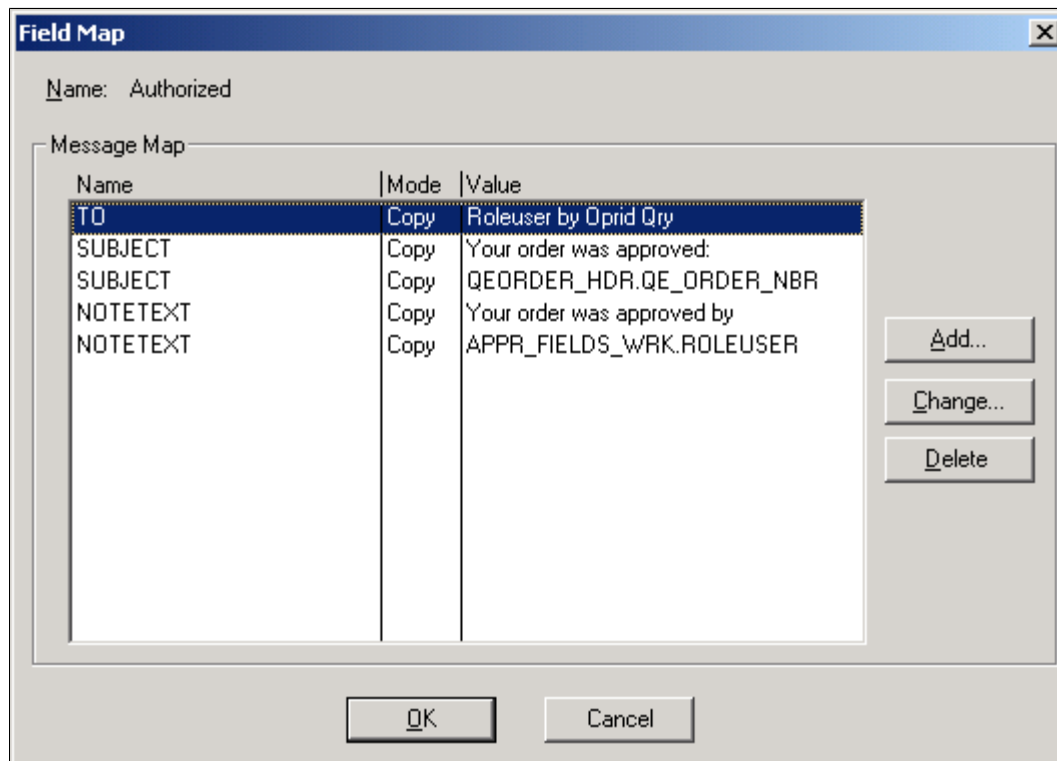 Field Map
Name: Authorized
Message Map
Name Mode Value
TO Copy Roleuser by Oprid Qry
SUBJECT Copy Your order was approved:
SUBJECT Copy QEORDER_HDR.QE_ORDER_NBR
NOTETEXT Copy Your order was approved by
NOTETEXT Copy APPR_FIELDS_WRK.ROLEUSER
Add...
Change...
Delete
OK Cancel